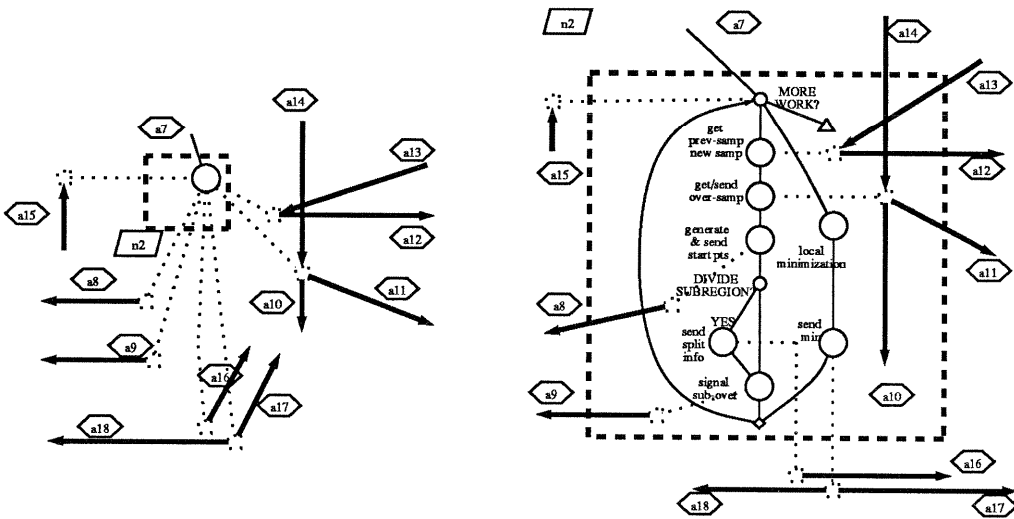 a14
a7
a13
a15
a12
n2
a8
a10
a11
a9
a16
a17
a18
n2
a7
a14
MORE
WORK?
a13
get
prev-samp
new samp
a15
a12
get/send
over-samp
generate
& send
start pts
local
minimization
a11
DIVIDE
SUBREGION?
a8
YES
send
split
info
send
min
a9
signal
sub. over
a10
a16
a18
a17